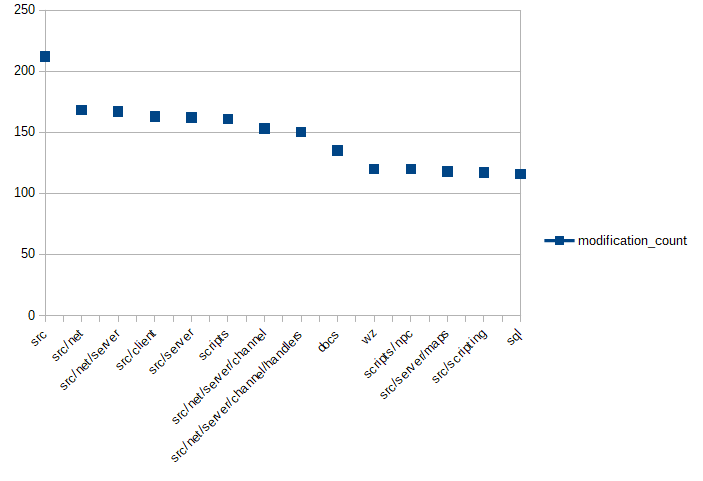 250
200
150
100
50
0
src
src/net
src/net/server
src/client
src/server
scripts
src/net/server/channel
src/net/server/channel/handlers
docs
wz
scripts/npc
src/server/maps
src/scripting
sql
modification_count